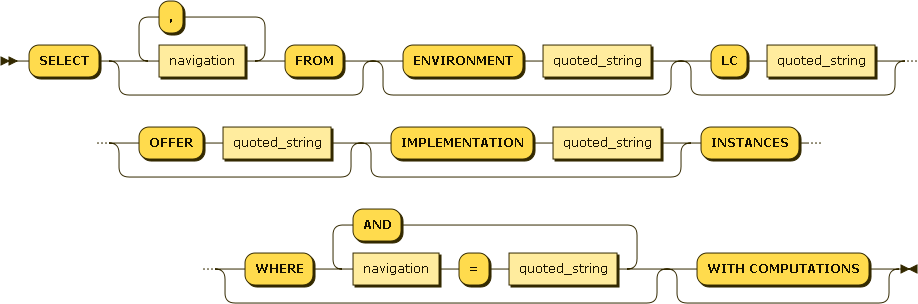 ,
SELECT navigation FROM ENVIRONMENT quoted_string LC quoted_string
OFFER quoted_string IMPLEMENTATION quoted_string INSTANCES
AND
WHERE navigation = quoted_string WITH COMPUTATIONS